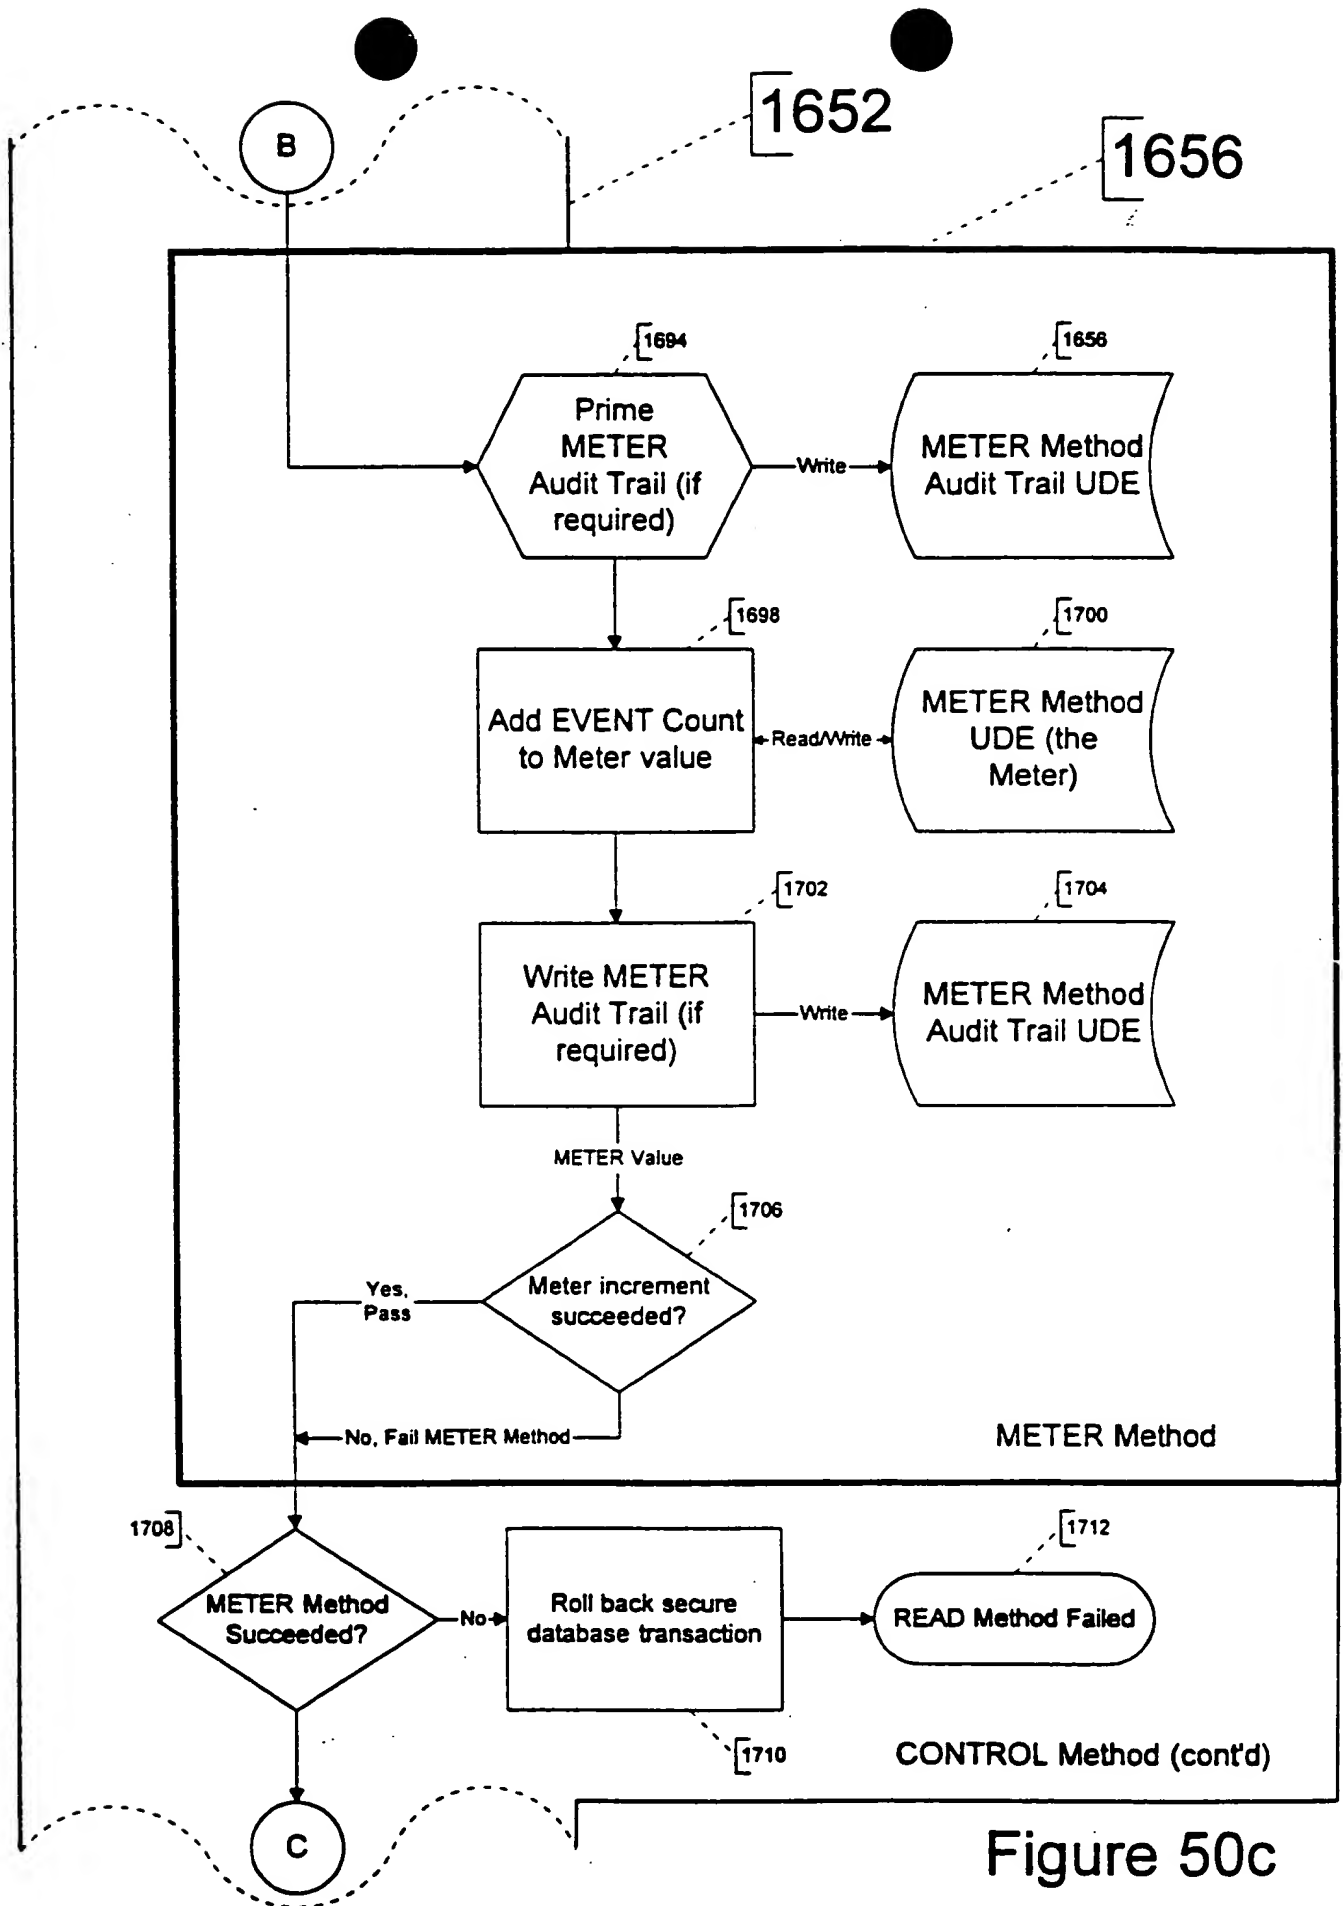 1652
B
1656
1694
1656
Prime
METER
Audit Trail (if
required)
Write
METER Method
Audit Trail UDE
1698
1700
Add EVENT Count
to Meter value
Read/Write
METER Method
UDE (the
Meter)
1702
1704
Write METER
Audit Trail (if
required)
Write
METER Method
Audit Trail UDE
METER Value
1706
Meter increment
succeeded?
Yes,
Pass
No, Fail METER Method
METER Method
1708
1712
METER Method
Succeeded?
No
Roll back secure
database transaction
READ Method Failed
1710
CONTROL Method (cont'd)
C
Figure 50c